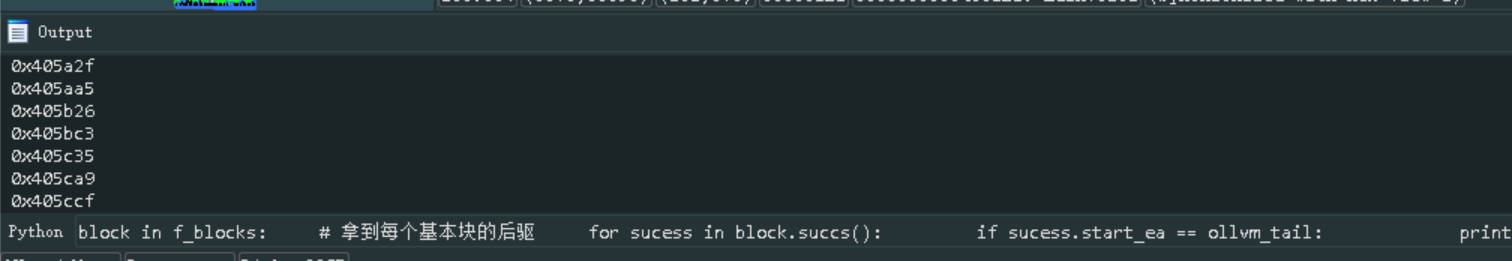 Output
0x405a2f
0x405aa5
0x405b26
0x405bc3
0x405c35
0x405ca9
0x405ccf
Python block in f_blocks: # 拿到每个基本块的后驱 for sucess in block.succs(): if sucess.start_ea == ollvm_tail: print